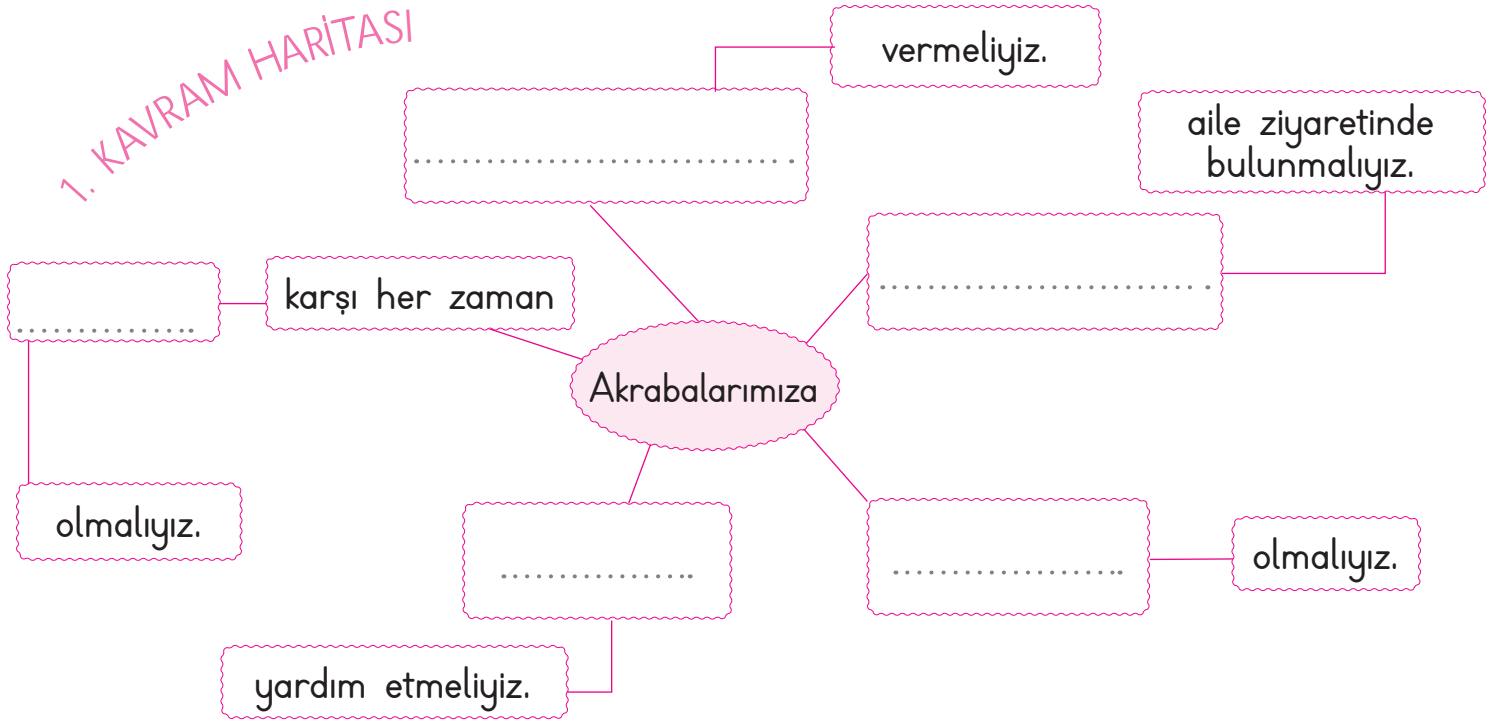 1. KAVRAM HARİTASI
vermeliyiz.
aile ziyaretinde
bulunmalıyız.
karşı her zaman
Akrabalarımıza
olmalıyız.
olmalıyız.
yardım etmeliyiz.